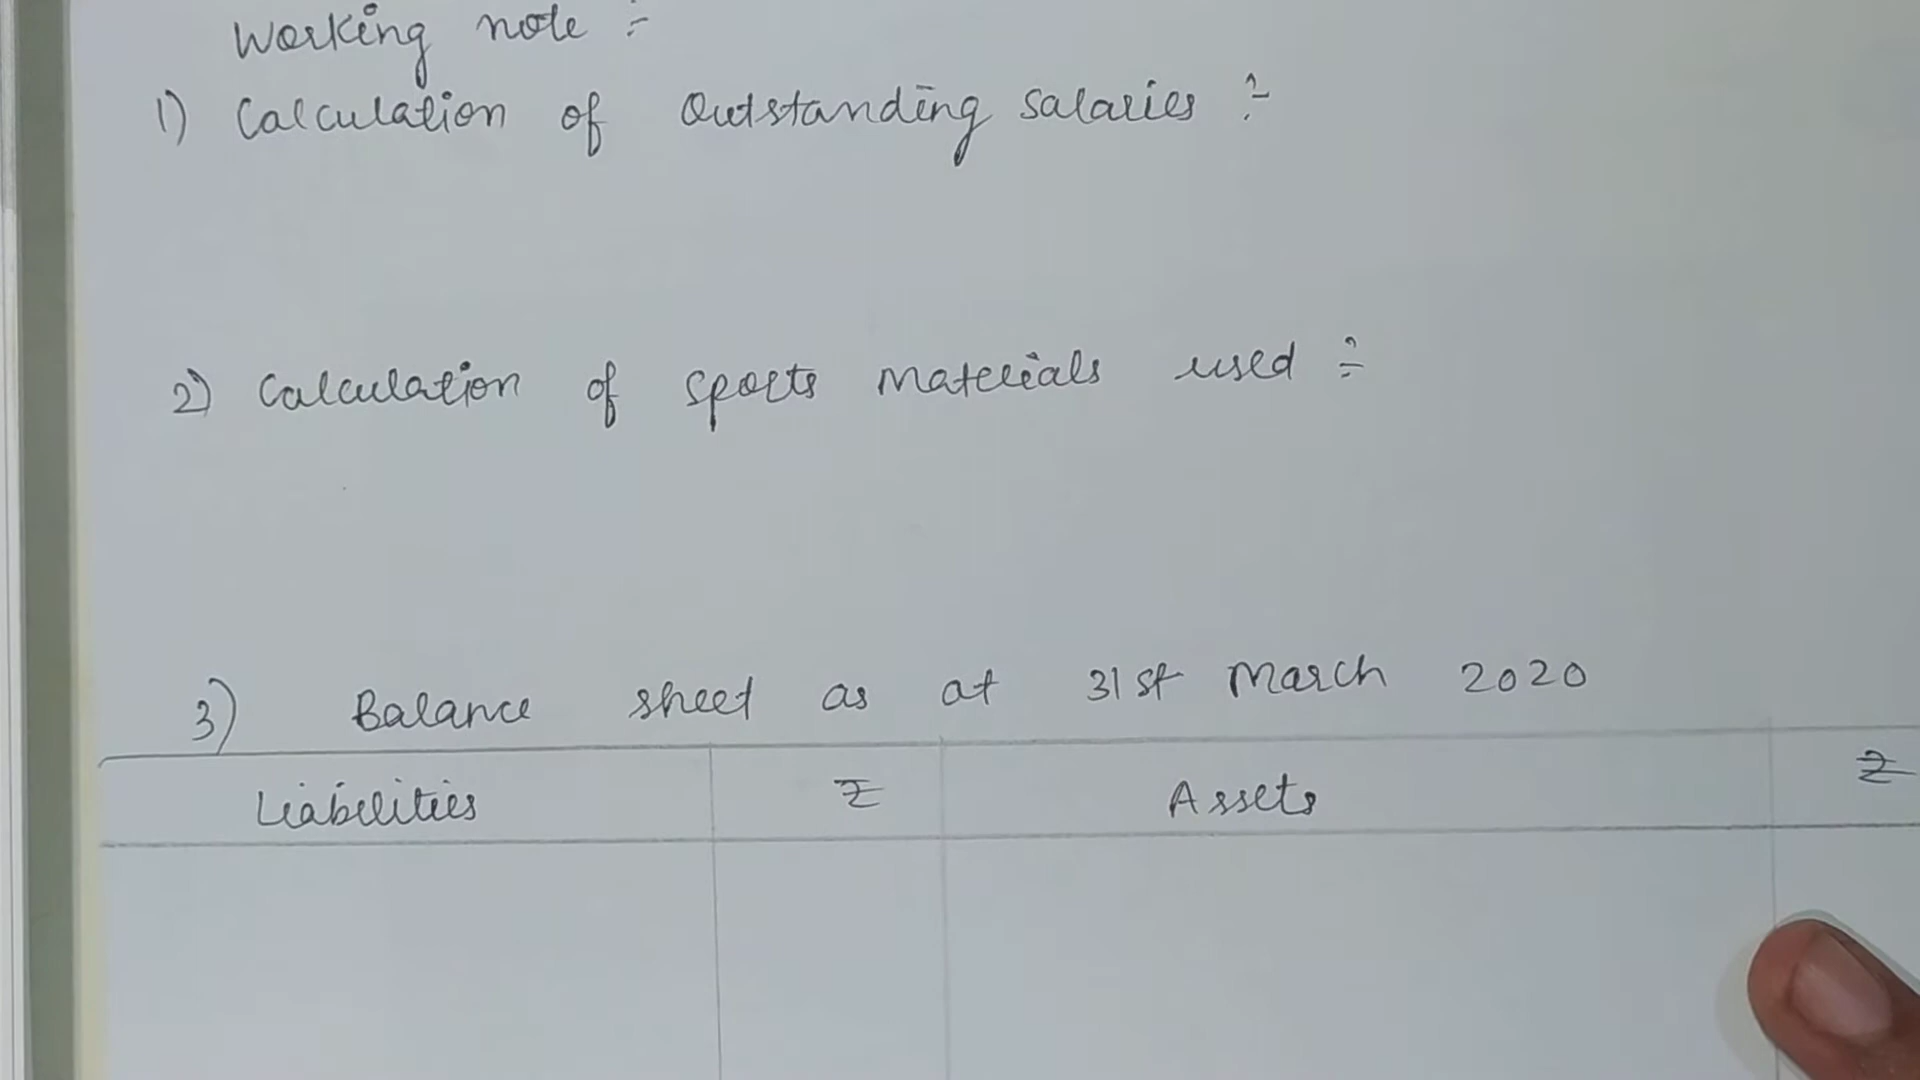 Working note :-
1) Calculation of Outstanding salaries :-
2) Calculation of sports Materials used :-
3) Balance sheet as at 31st March 2020
Liabilities ₹ Assets ₹